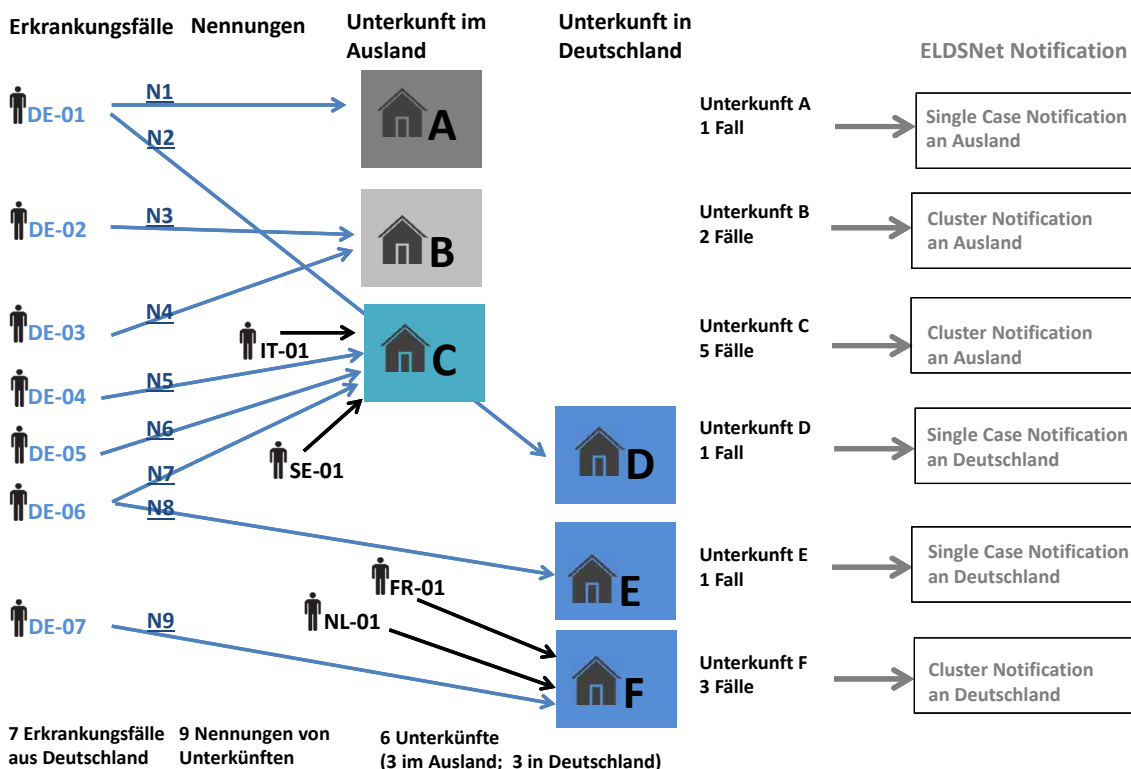 Erkrankungsfälle
Nennungen
Unterkunft im
Ausland
Unterkunft in
Deutschland
ELDSNet Notification
DE-01
N1
N2
A
Unterkunft A
1 Fall
Single Case Notification
an Ausland
DE-02
N3
B
Unterkunft B
2 Fälle
Cluster Notification
an Ausland
DE-03
N4
IT-01
C
Unterkunft C
5 Fälle
Cluster Notification
an Ausland
DE-04
N5
DE-05
N6
SE-01
D
Unterkunft D
1 Fall
Single Case Notification
an Deutschland
DE-06
N7
N8
E
Unterkunft E
1 Fall
Single Case Notification
an Deutschland
FR-01
NL-01
DE-07
N9
F
Unterkunft F
3 Fälle
Cluster Notification
an Deutschland
7 Erkrankungsfälle
aus Deutschland
9 Nennungen von
Unterkünften
6 Unterkünfte
(3 im Ausland; 3 in Deutschland)